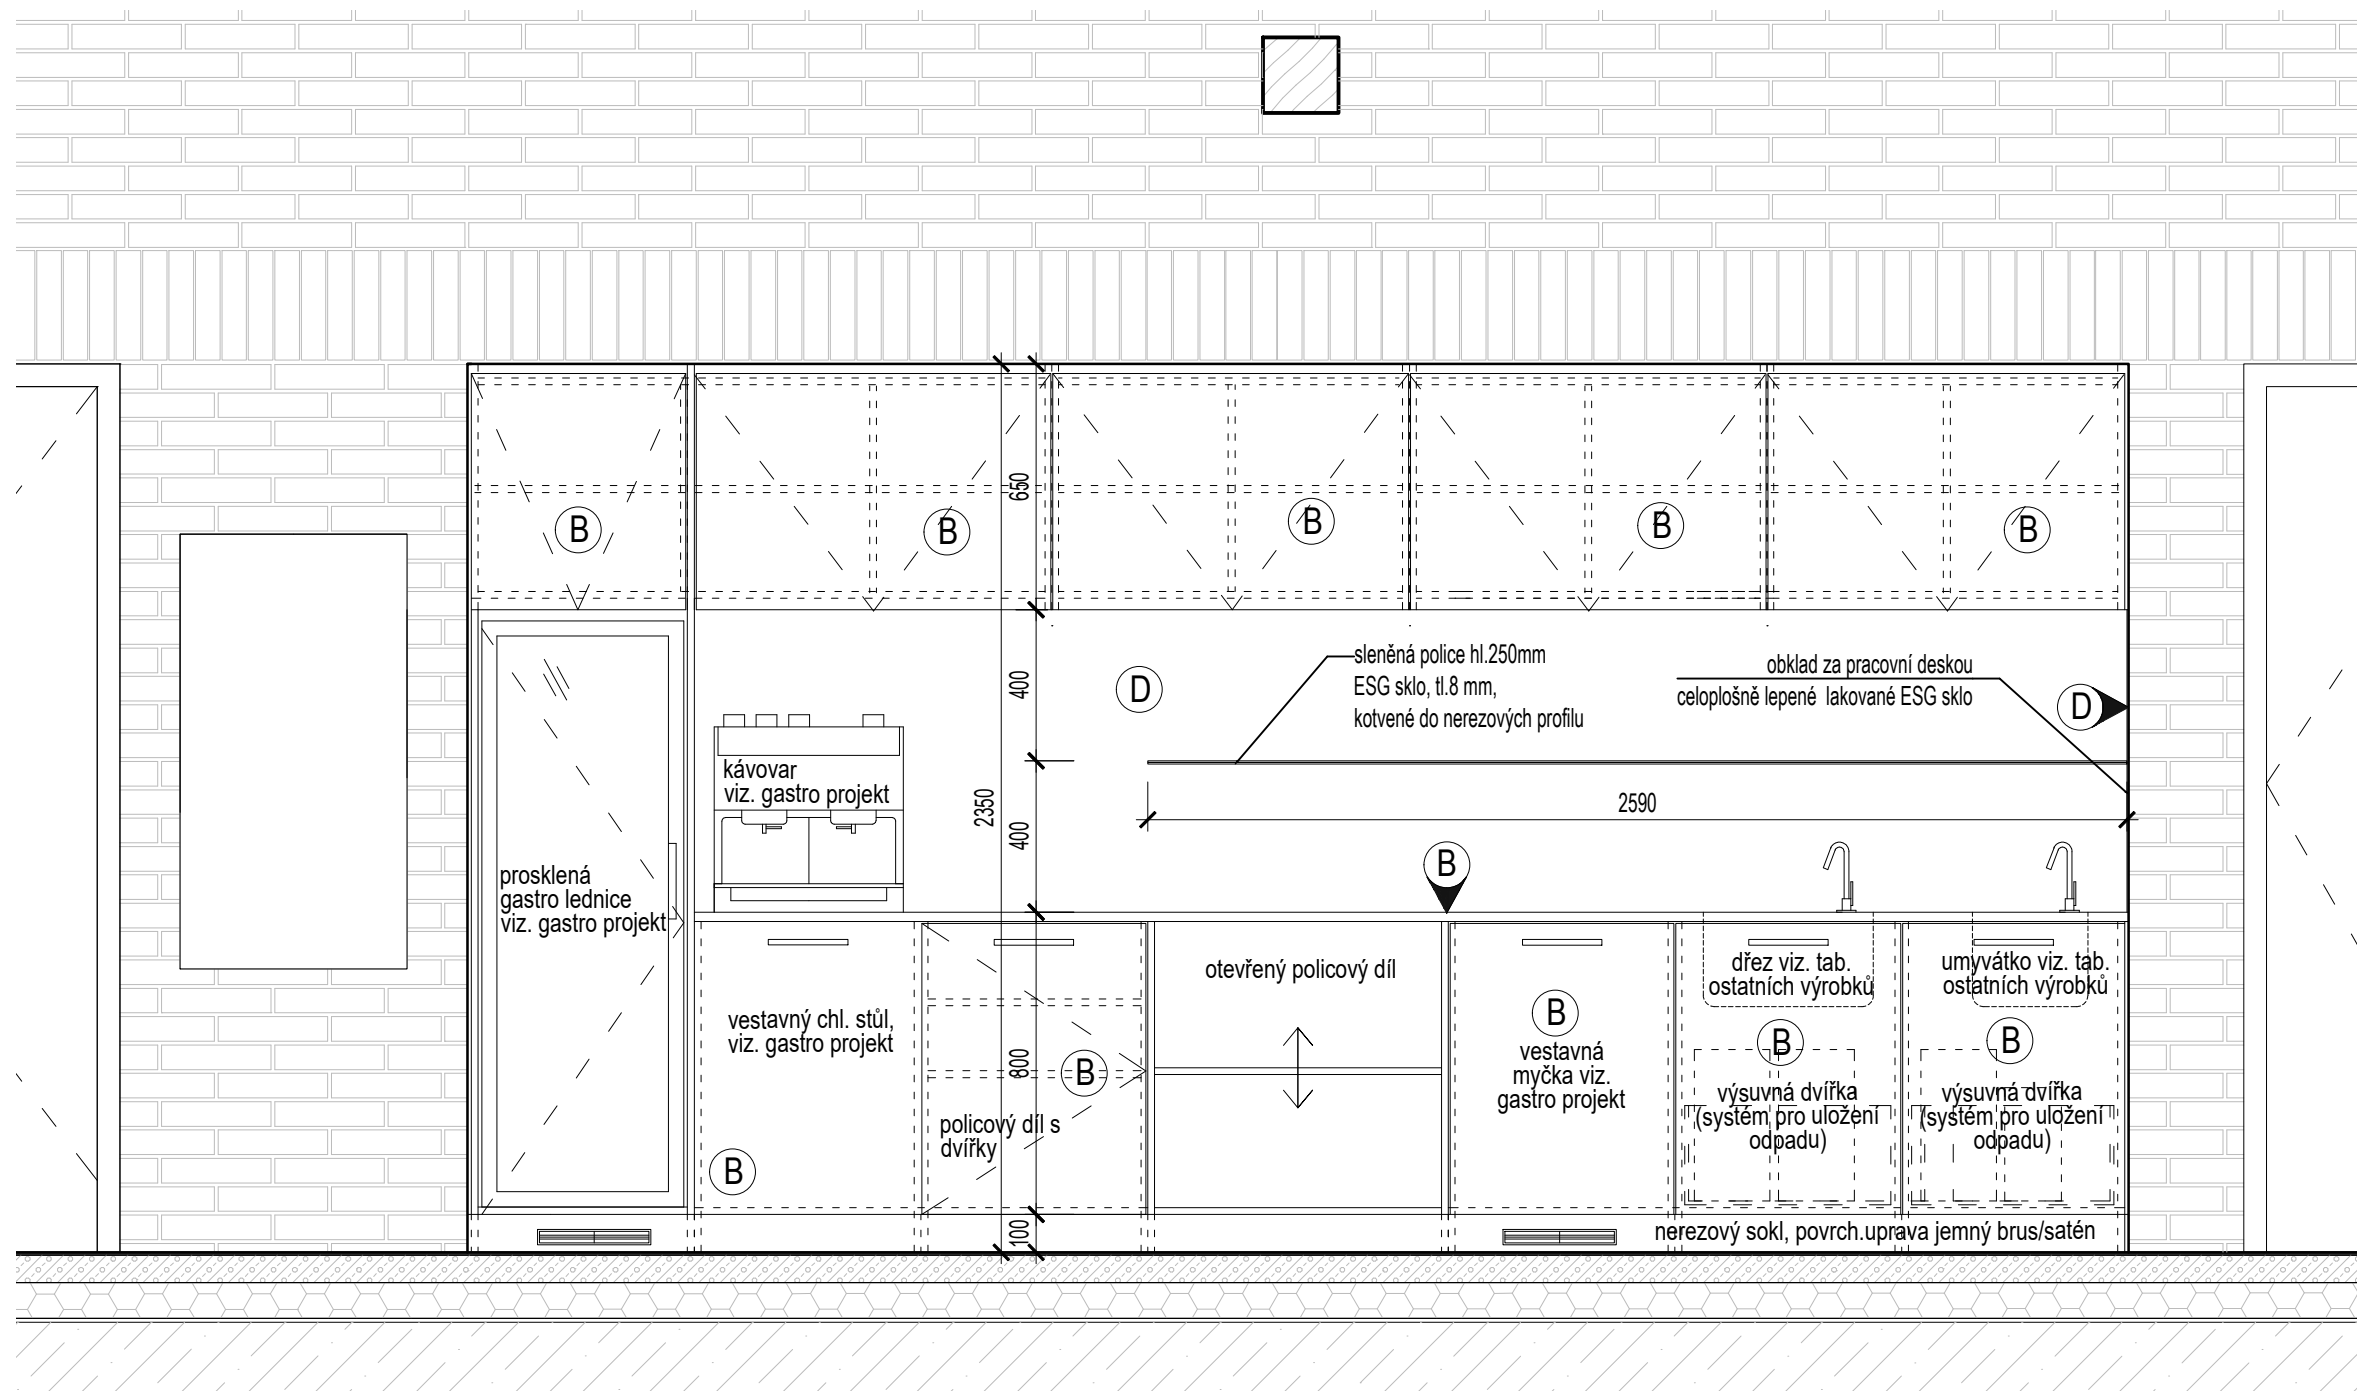 650
B
B
B
B
B
sleněná police hl.250mm
ESG sklo, tl.8 mm,
kotvené do nerezových profilu
obklad za pracovní deskou
celoplošně lepené lakované ESG sklo
D
D
400
kávovar
viz. gastro projekt
2350
400
2590
prosklená
gastro lednice
viz. gastro projekt
B
otevřený policový díl
dřez viz. tab.
ostatních výrobků
umyvátko viz. tab.
ostatních výrobků
vestavný chl. stůl,
viz. gastro projekt
B
vestavná
myčka viz.
gastro projekt
B
B
800
B
výsuvná dvířka
(systém pro uložení
odpadu)
výsuvná dvířka
(systém pro uložení
odpadu)
policový díl s
dvířky
B
100
nerezový sokl, povrch.uprava jemný brus/satén